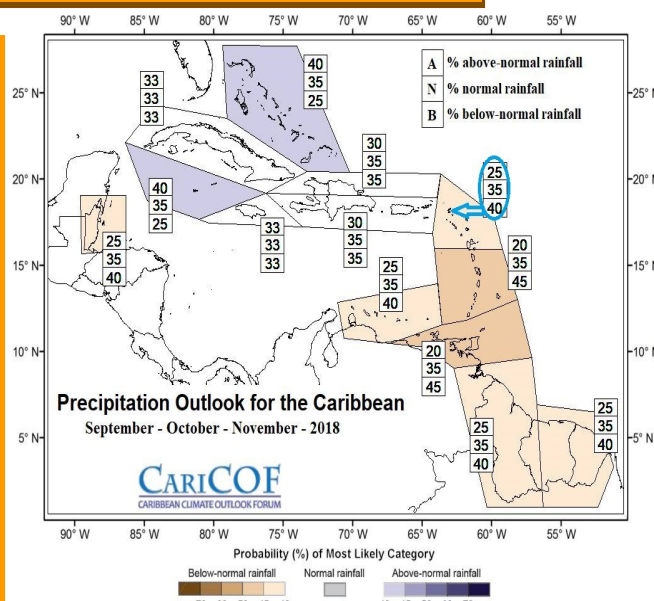 90° W 85° W 80° W 75° W 70° W 65° W 60° W 55° W
25° N
20° N
15° N
10° N
5° N
25° N
20° N
15° N
10° N
5° N
A % above-normal rainfall
N % normal rainfall
B % below-normal rainfall
40
35
25
33
33
33
30
35
35
25
35
40
40
35
25
33
33
33
30
35
35
25
35
40
25
35
40
20
35
45
20
35
45
25
35
40
25
35
40
Precipitation Outlook for the Caribbean
September - October - November - 2018
CARICOF
CARIBBEAN CLIMATE OUTLOOK FORUM
90° W 85° W 80° W 75° W 70° W 65° W 60° W 55° W
Probability (%) of Most Likely Category
Below-normal rainfall Normal rainfall Above-normal rainfall